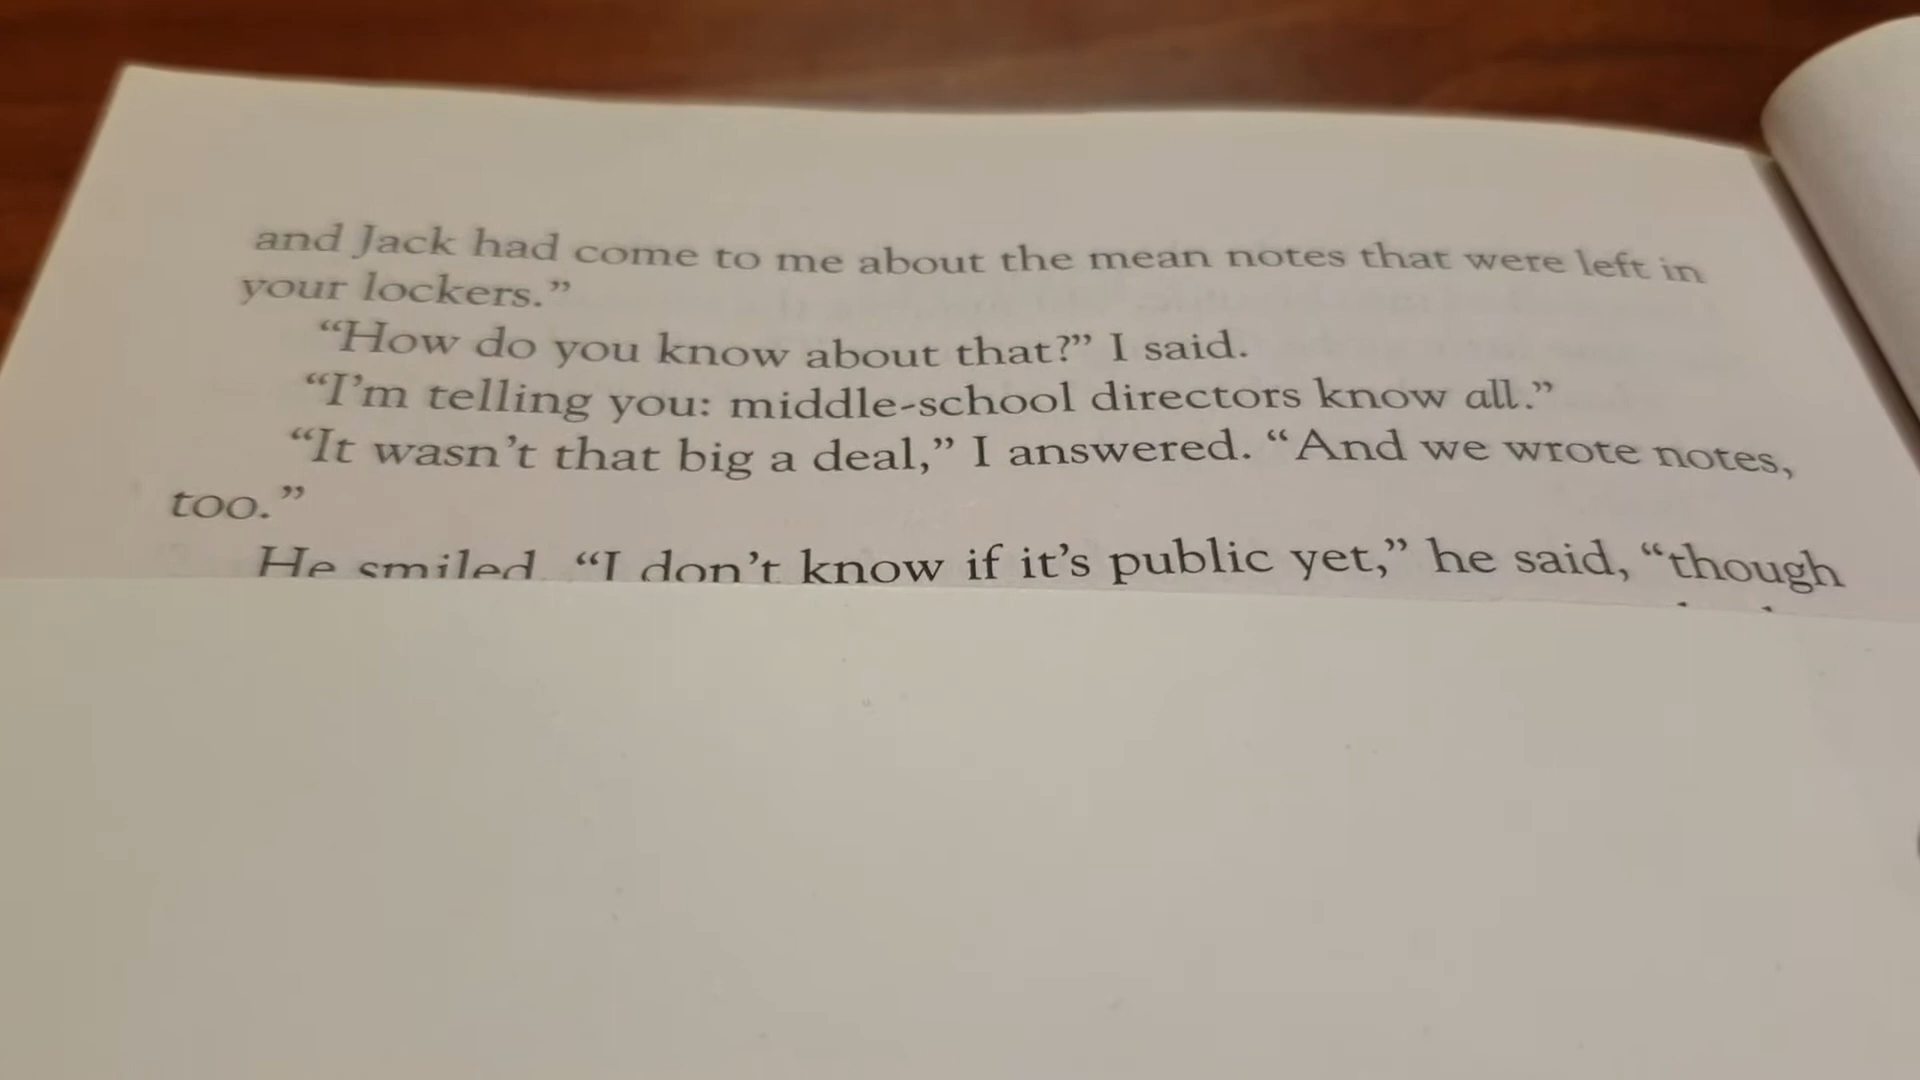 and Jack had come to me about the mean notes that were left in
your lockers.”
“How do you know about that?” I said.
“I’m telling you: middle-school directors know all.”
“It wasn’t that big a deal,” I answered. “And we wrote notes,
too.”
He smiled. “I don’t know if it’s public yet,” he said, “though